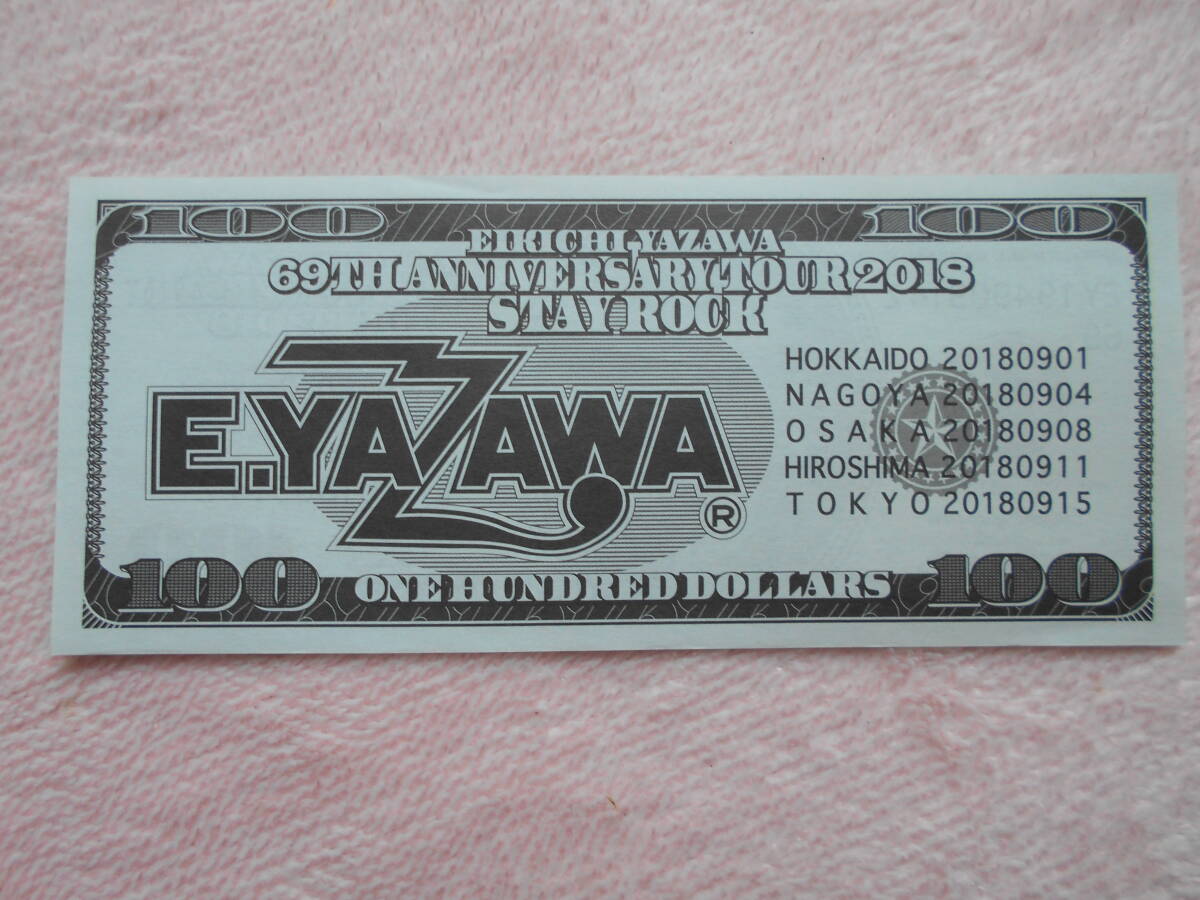 100 100
EIKICHI YAZAWA
69TH ANNIVERSARY TOUR 2018
STAY ROCK
E.YAZAWA
®
HOKKAIDO 20180901
NAGOYA 20180904
OSAKA 20180908
HIROSHIMA 20180911
TOKYO 20180915
100 ONE HUNDRED DOLLARS 100